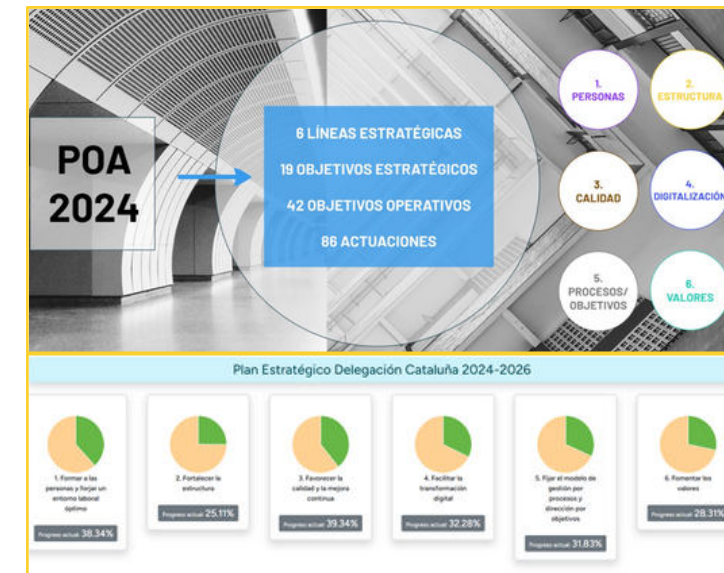 POA
2024
6 LÍNEAS ESTRATÉGICAS
19 OBJETIVOS ESTRATÉGICOS
42 OBJETIVOS OPERATIVOS
86 ACTUACIONES
1.
PERSONAS
2.
ESTRUCTURA
3.
CALIDAD
4.
DIGITALIZACIÓN
5.
PROCESOS/
OBJETIVOS
6.
VALORES
Plan Estratégico Delegación Cataluña 2024-2026
1. Formar a las
personas y forjar un
entorno laboral
óptimo
Progreso actual: 38.34%
2. Fortalecer la
estructura
Progreso actual: 25.11%
3. Favorecer la
calidad y la mejora
continua
Progreso actual: 39.34%
4. Facilitar la
transformación
digital
Progreso actual: 32.28%
5. Fijar el modelo de
gestión por
procesos y
dirección por
objetivos
Progreso actual: 31.83%
6. Fomentar los
valores
Progreso actual: 28.31%